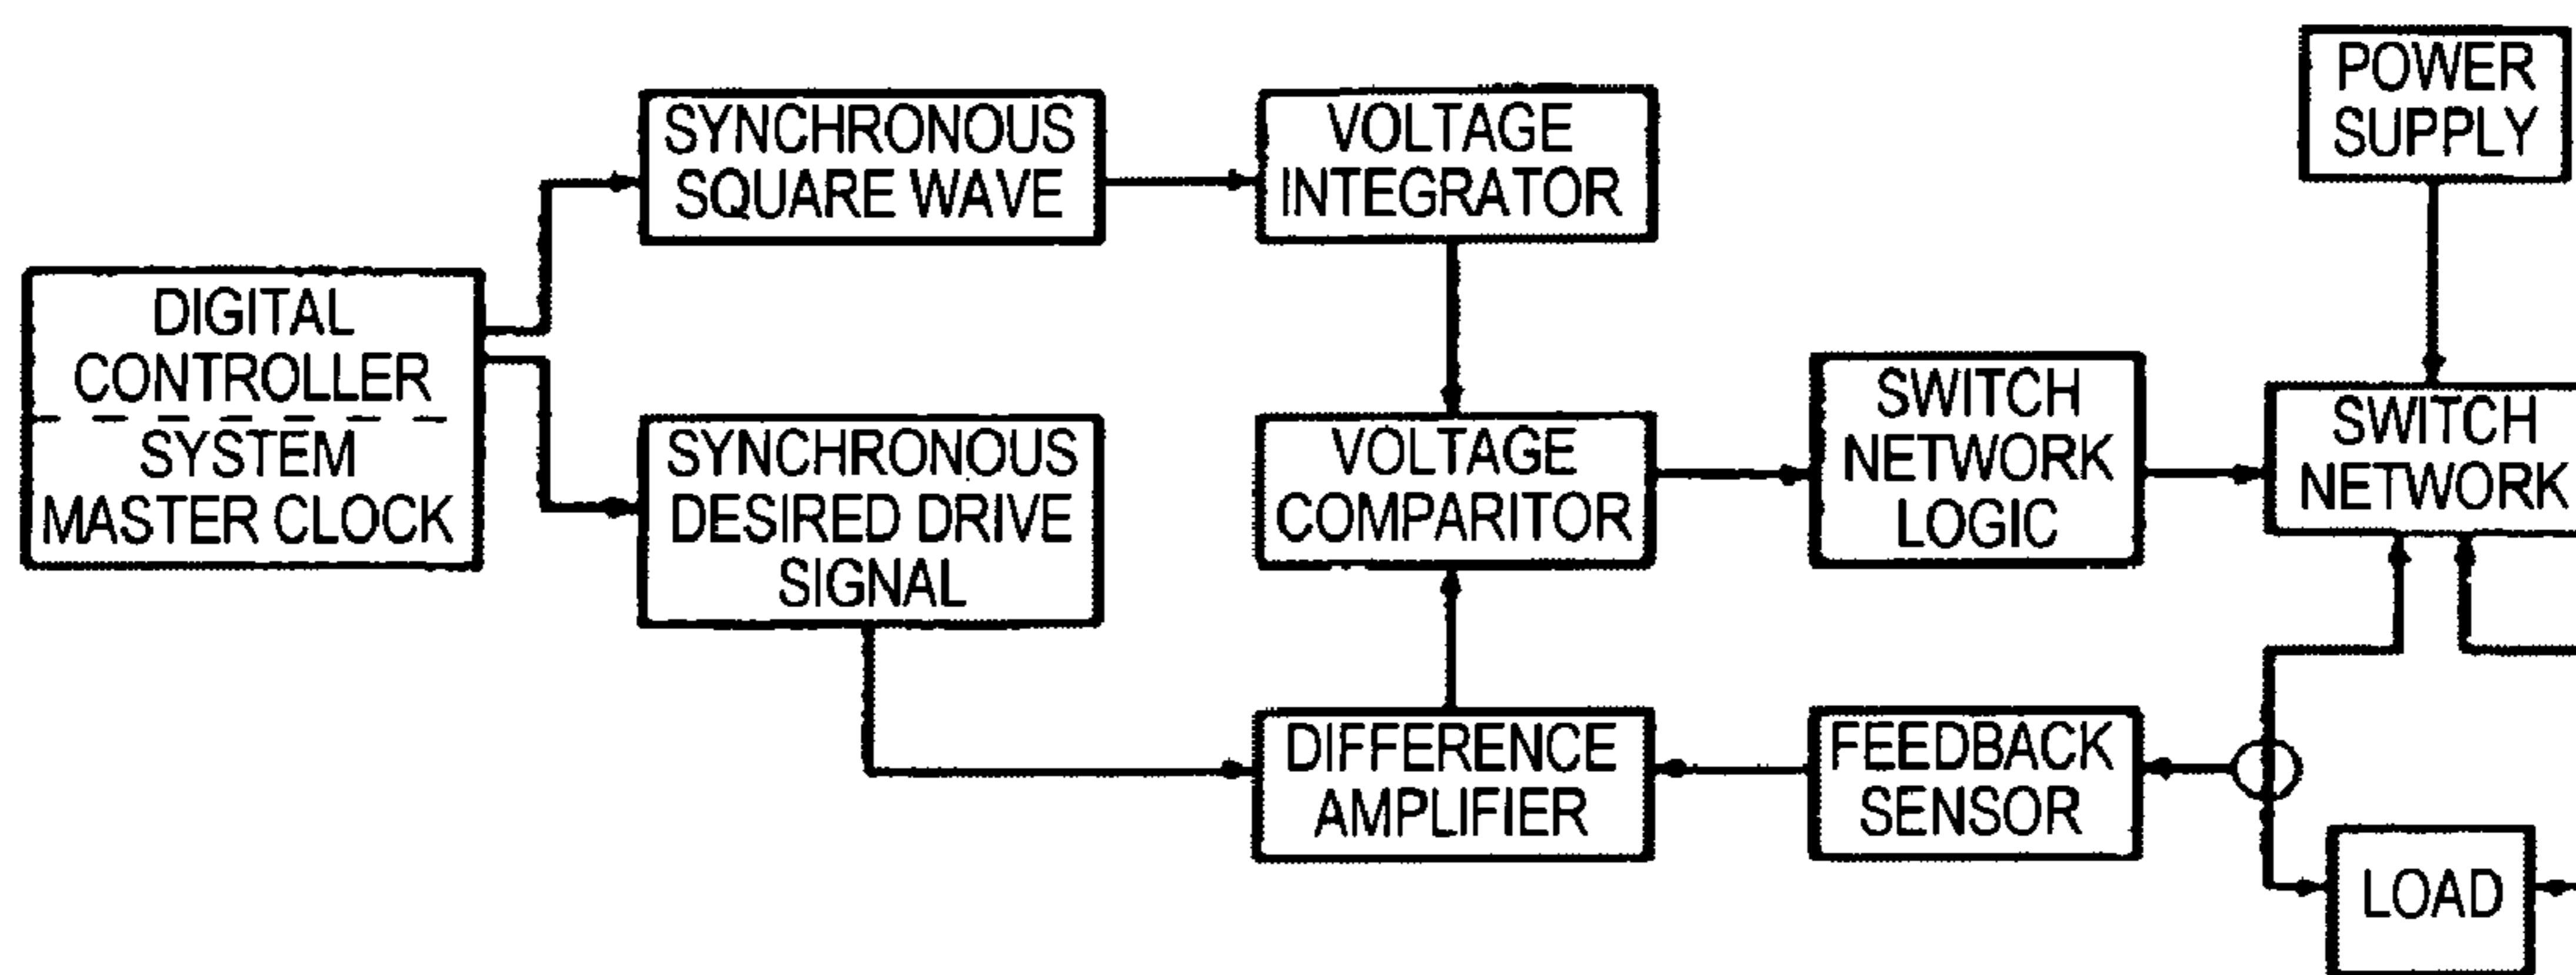 DIGITAL
CONTROLLER
SYSTEM
MASTER CLOCK
SYNCHRONOUS
SQUARE WAVE
SYNCHRONOUS
DESIRED DRIVE
SIGNAL
VOLTAGE
INTEGRATOR
VOLTAGE
COMPARITOR
DIFFERENCE
AMPLIFIER
SWITCH
NETWORK
LOGIC
FEEDBACK
SENSOR
POWER
SUPPLY
SWITCH
NETWORK
LOAD